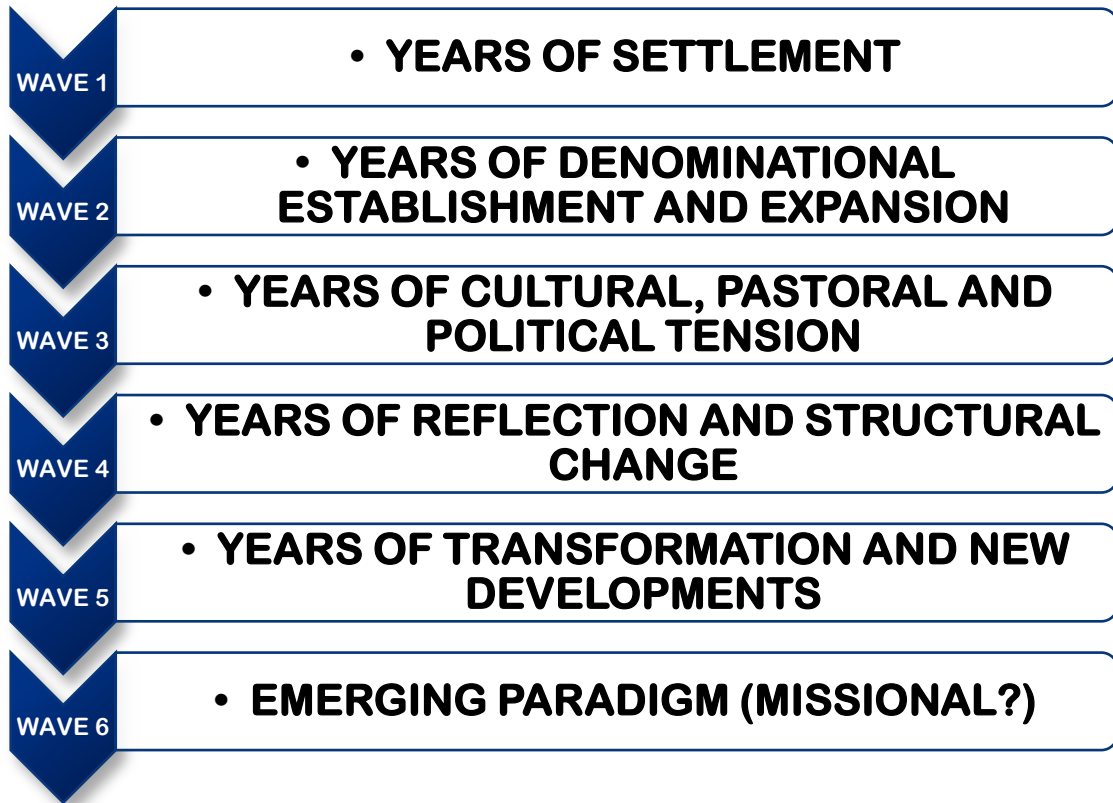 WAVE 1
• YEARS OF SETTLEMENT
WAVE 2
• YEARS OF DENOMINATIONAL
ESTABLISHMENT AND EXPANSION
WAVE 3
• YEARS OF CULTURAL, PASTORAL AND
POLITICAL TENSION
WAVE 4
• YEARS OF REFLECTION AND STRUCTURAL
CHANGE
WAVE 5
• YEARS OF TRANSFORMATION AND NEW
DEVELOPMENTS
WAVE 6
• EMERGING PARADIGM (MISSIONAL?)